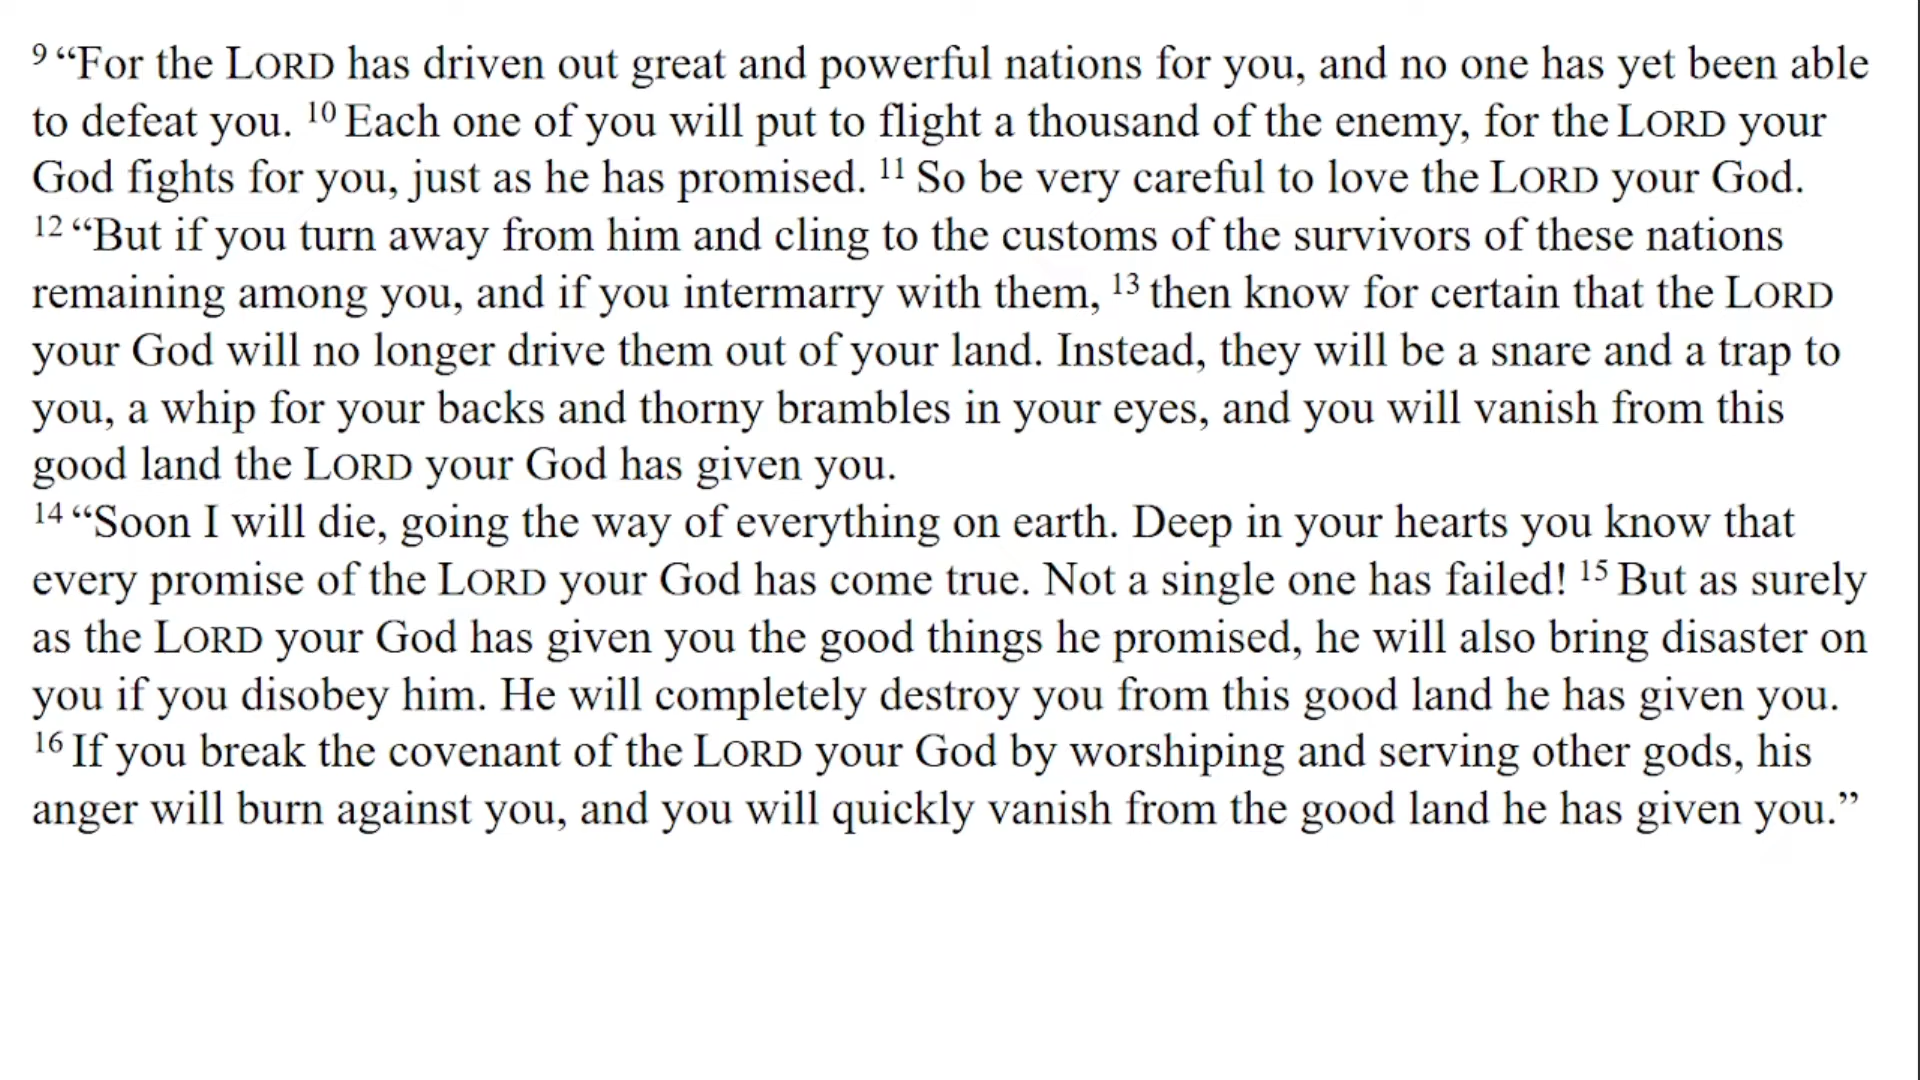 9 “For the LORD has driven out great and powerful nations for you, and no one has yet been able
to defeat you. 10 Each one of you will put to flight a thousand of the enemy, for the LORD your
God fights for you, just as he has promised. 11 So be very careful to love the LORD your God.
12 “But if you turn away from him and cling to the customs of the survivors of these nations
remaining among you, and if you intermarry with them, 13 then know for certain that the LORD
your God will no longer drive them out of your land. Instead, they will be a snare and a trap to
you, a whip for your backs and thorny brambles in your eyes, and you will vanish from this
good land the LORD your God has given you.
14 “Soon I will die, going the way of everything on earth. Deep in your hearts you know that
every promise of the LORD your God has come true. Not a single one has failed! 15 But as surely
as the LORD your God has given you the good things he promised, he will also bring disaster on
you if you disobey him. He will completely destroy you from this good land he has given you.
16 If you break the covenant of the LORD your God by worshiping and serving other gods, his
anger will burn against you, and you will quickly vanish from the good land he has given you.”